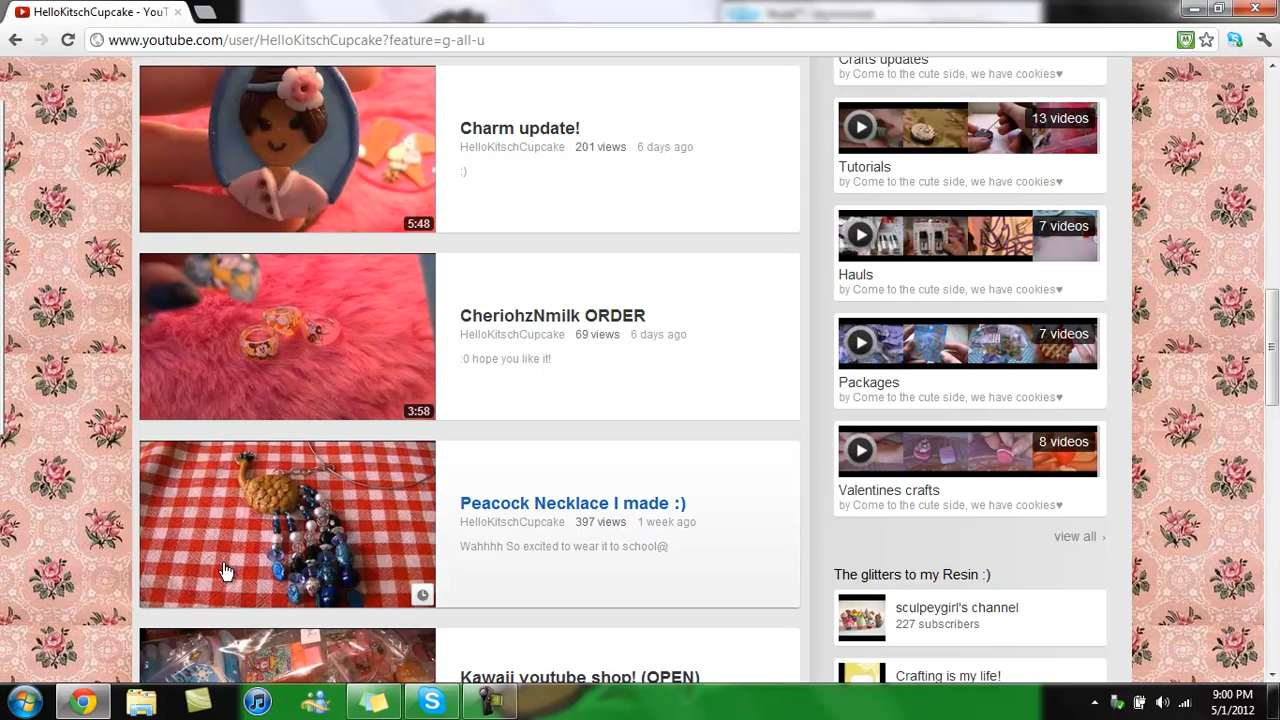 HelloKitschCupcake - YouT
www.youtube.com/user/HelloKitschCupcake?feature=g-all-u
Charm update!
HelloKitschCupcake 201 views 6 days ago
:)
5:48
CheriohzNmilk ORDER
HelloKitschCupcake 69 views 6 days ago
:0 hope you like it!
3:58
Peacock Necklace I made :)
HelloKitschCupcake 397 views 1 week ago
Wahhhh So excited to wear it to school@
Kawaii youtube shop! (OPEN)
Crafts updates
by Come to the cute side, we have cookies♥
13 videos
Tutorials
by Come to the cute side, we have cookies♥
7 videos
Hauls
by Come to the cute side, we have cookies♥
7 videos
Packages
by Come to the cute side, we have cookies♥
8 videos
Valentines crafts
by Come to the cute side, we have cookies♥
view all ›
The glitters to my Resin :)
sculpeygirl's channel
227 subscribers
Crafting is my life!
9:00 PM
5/1/2012